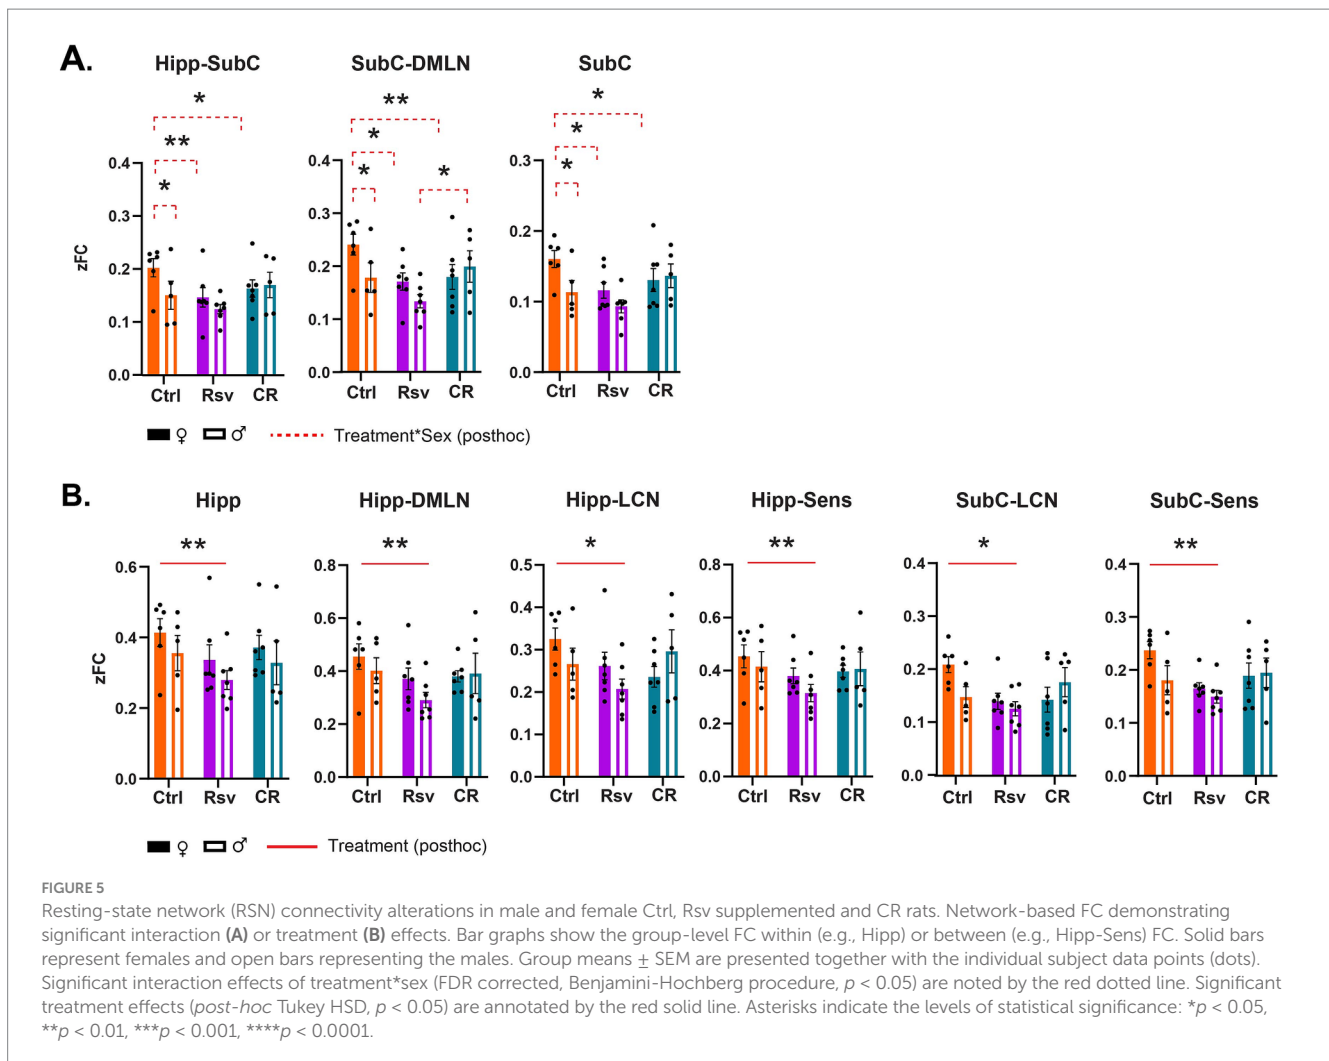 A.
Hipp-SubC SubC-DMLN SubC
* ** *
** * *
* * * *
zFC
0.4 0.3 0.2 0.1 0.0
0.4 0.3 0.2 0.1 0.0
0.3 0.2 0.1 0.0
Ctrl Rsv CR Ctrl Rsv CR Ctrl Rsv CR
♀ ♂ Treatment*Sex (posthoc)
B.
Hipp Hipp-DMLN Hipp-LCN Hipp-Sens SubC-LCN SubC-Sens
** ** * ** * **
zFC
0.6 0.4 0.2 0.0
0.8 0.6 0.4 0.2 0.0
0.5 0.4 0.3 0.2 0.1 0.0
0.8 0.6 0.4 0.2 0.0
0.4 0.3 0.2 0.1 0.0
0.4 0.3 0.2 0.1 0.0
Ctrl Rsv CR Ctrl Rsv CR Ctrl Rsv CR Ctrl Rsv CR Ctrl Rsv CR Ctrl Rsv CR
♀ ♂ Treatment (posthoc)
FIGURE 5
Resting-state network (RSN) connectivity alterations in male and female Ctrl, Rsv supplemented and CR rats. Network-based FC demonstrating
significant interaction (A) or treatment (B) effects. Bar graphs show the group-level FC within (e.g., Hipp) or between (e.g., Hipp-Sens) FC. Solid bars
represent females and open bars representing the males. Group means ± SEM are presented together with the individual subject data points (dots).
Significant interaction effects of treatment*sex (FDR corrected, Benjamini-Hochberg procedure, p < 0.05) are noted by the red dotted line. Significant
treatment effects (post-hoc Tukey HSD, p < 0.05) are annotated by the red solid line. Asterisks indicate the levels of statistical significance: *p < 0.05,
**p < 0.01, ***p < 0.001, ****p < 0.0001.